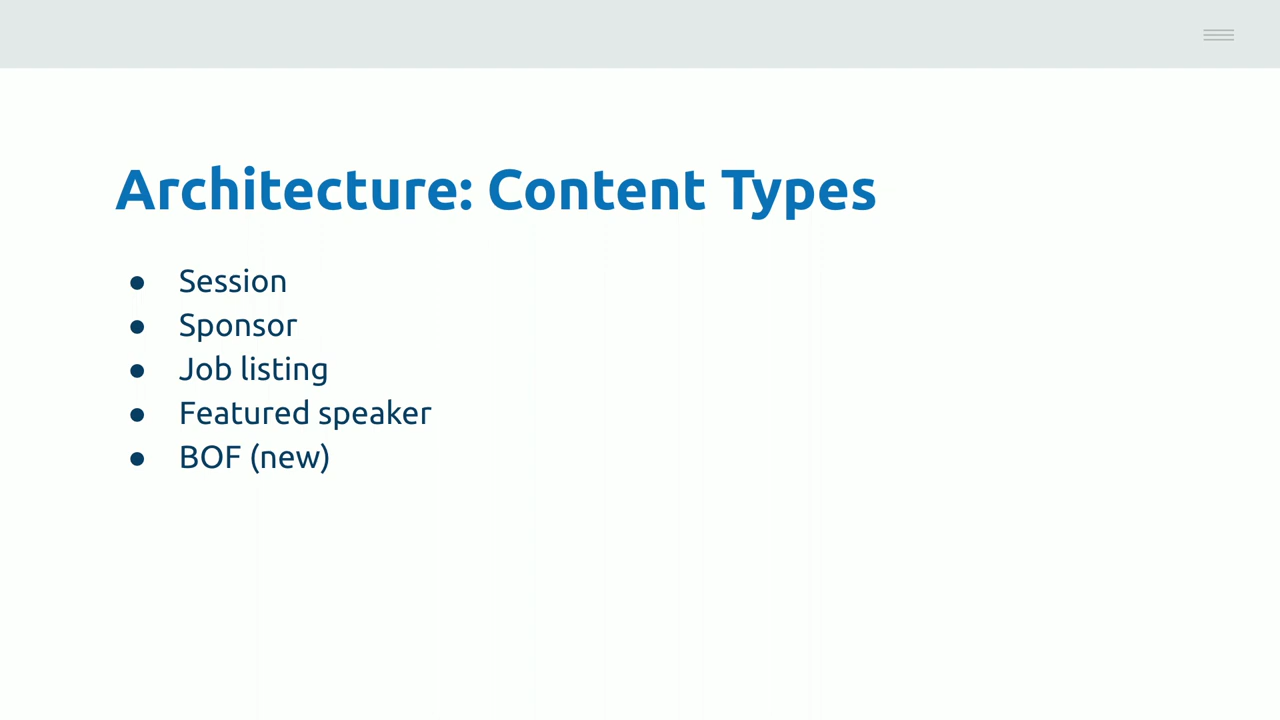 Architecture: Content Types
● Session
● Sponsor
● Job listing
● Featured speaker
● BOF (new)